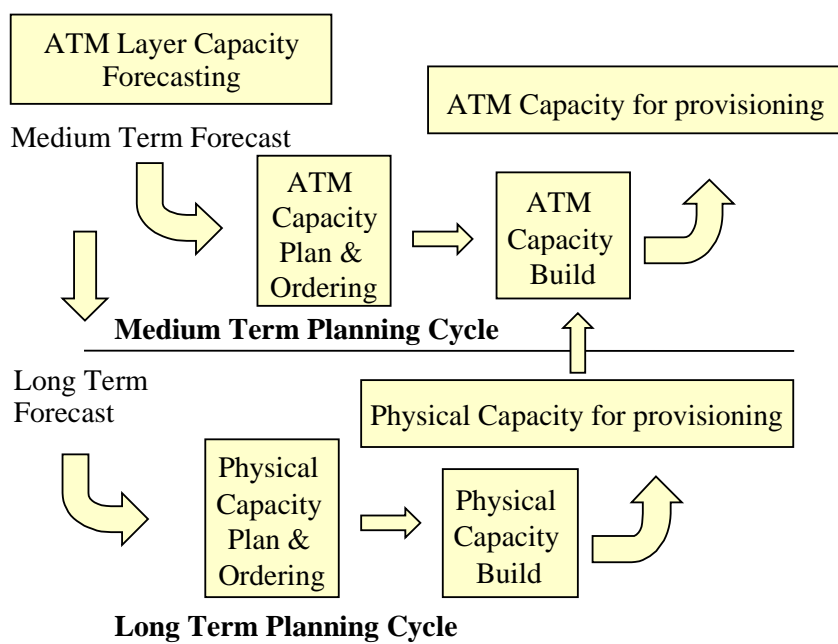 ATM Layer Capacity
Forecasting
ATM Capacity for provisioning
Medium Term Forecast
ATM
Capacity
Plan &
Ordering
ATM
Capacity
Build
Medium Term Planning Cycle
Long Term
Forecast
Physical Capacity for provisioning
Physical
Capacity
Plan &
Ordering
Physical
Capacity
Build
Long Term Planning Cycle